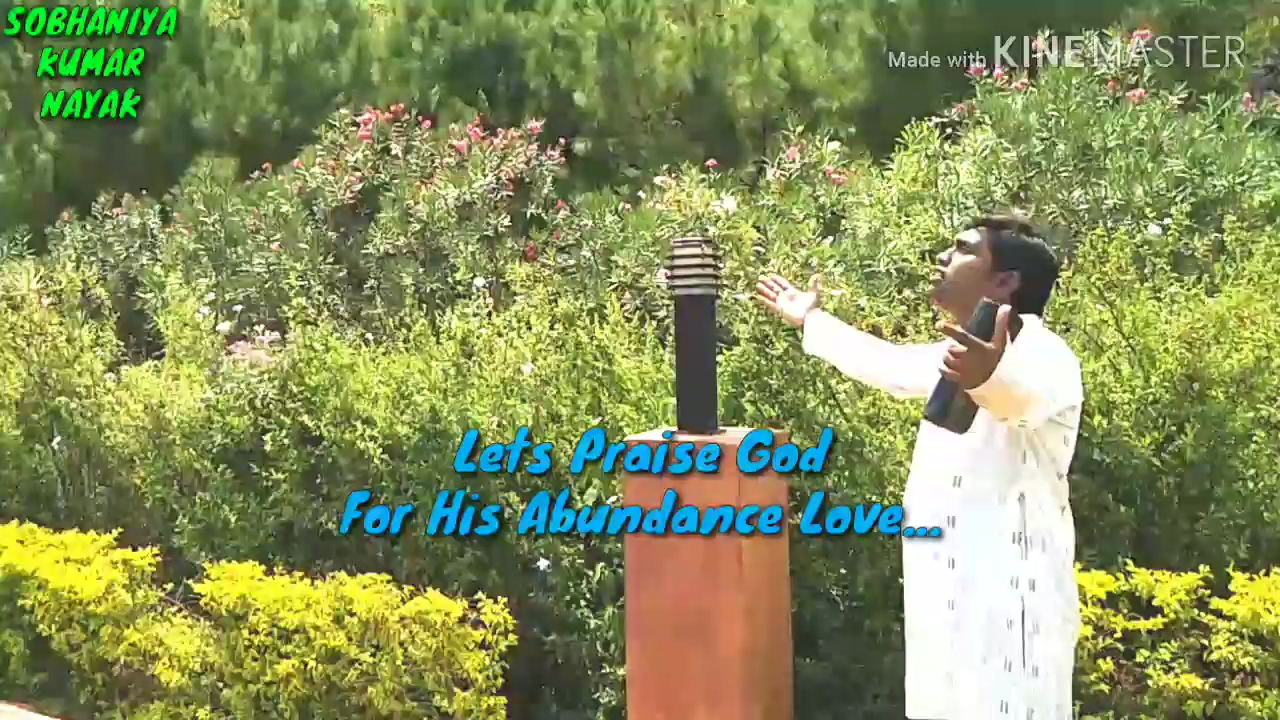 SOBHANIYA
KUMAR
NAYAK
Made with KINEMASTER
Lets Praise God
For His Abundance Love...